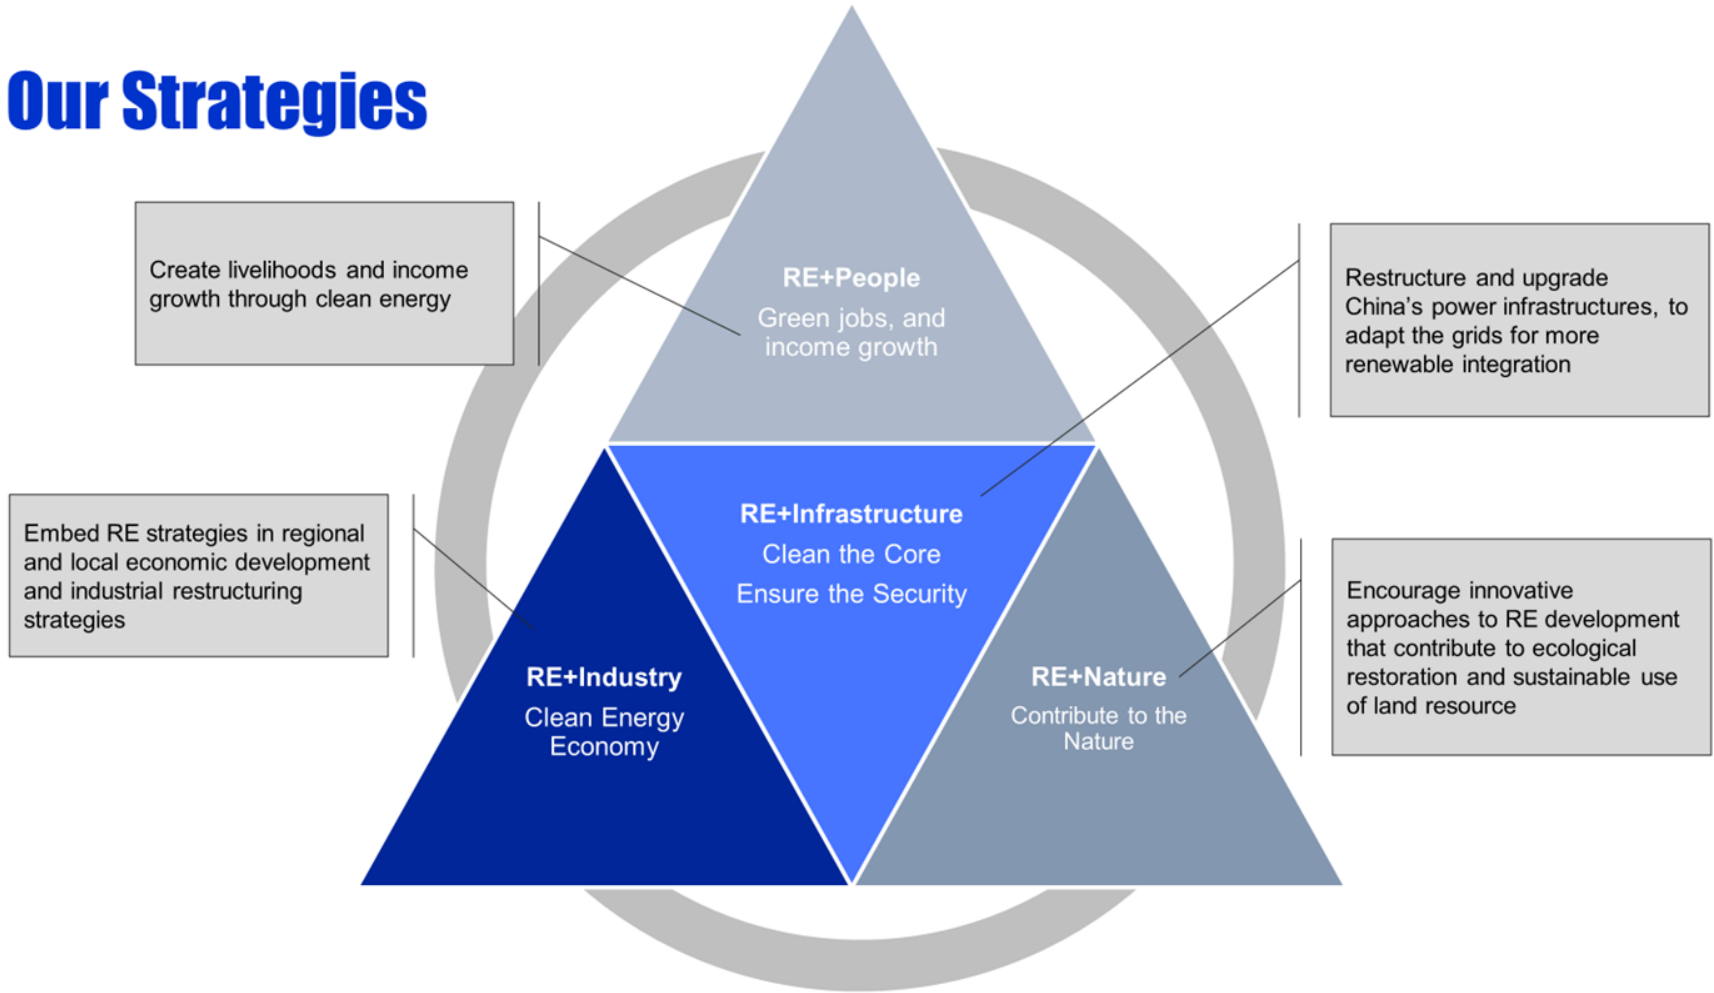 Our Strategies
Create livelihoods and income
growth through clean energy
RE+People
Green jobs, and
income growth
Restructure and upgrade
China’s power infrastructures, to
adapt the grids for more
renewable integration
Embed RE strategies in regional
and local economic development
and industrial restructuring
strategies
RE+Infrastructure
Clean the Core
Ensure the Security
RE+Industry
Clean Energy
Economy
RE+Nature
Contribute to the
Nature
Encourage innovative
approaches to RE development
that contribute to ecological
restoration and sustainable use
of land resource